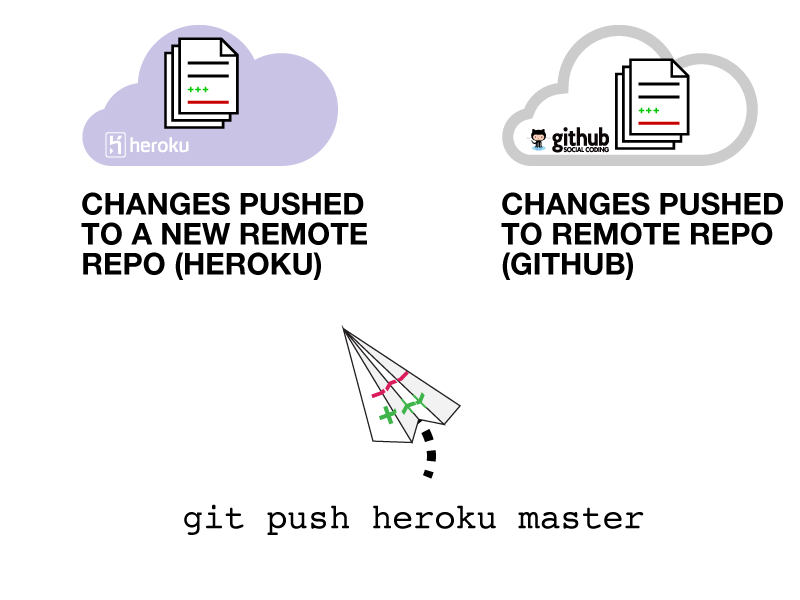 +++
heroku
CHANGES PUSHED
TO A NEW REMOTE
REPO (HEROKU)
+++
github
SOCIAL CODING
CHANGES PUSHED
TO REMOTE REPO
(GITHUB)
git push heroku master